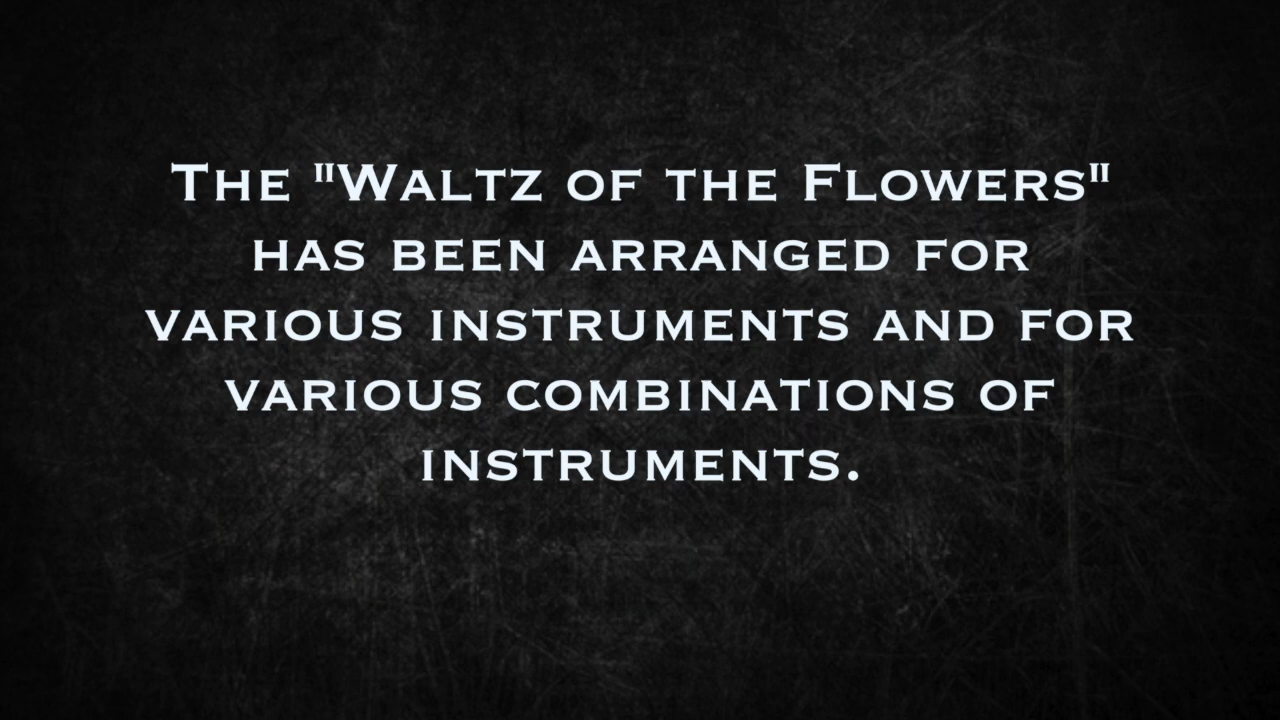 The "Waltz of the Flowers"
has been arranged for
various instruments and for
various combinations of
instruments.